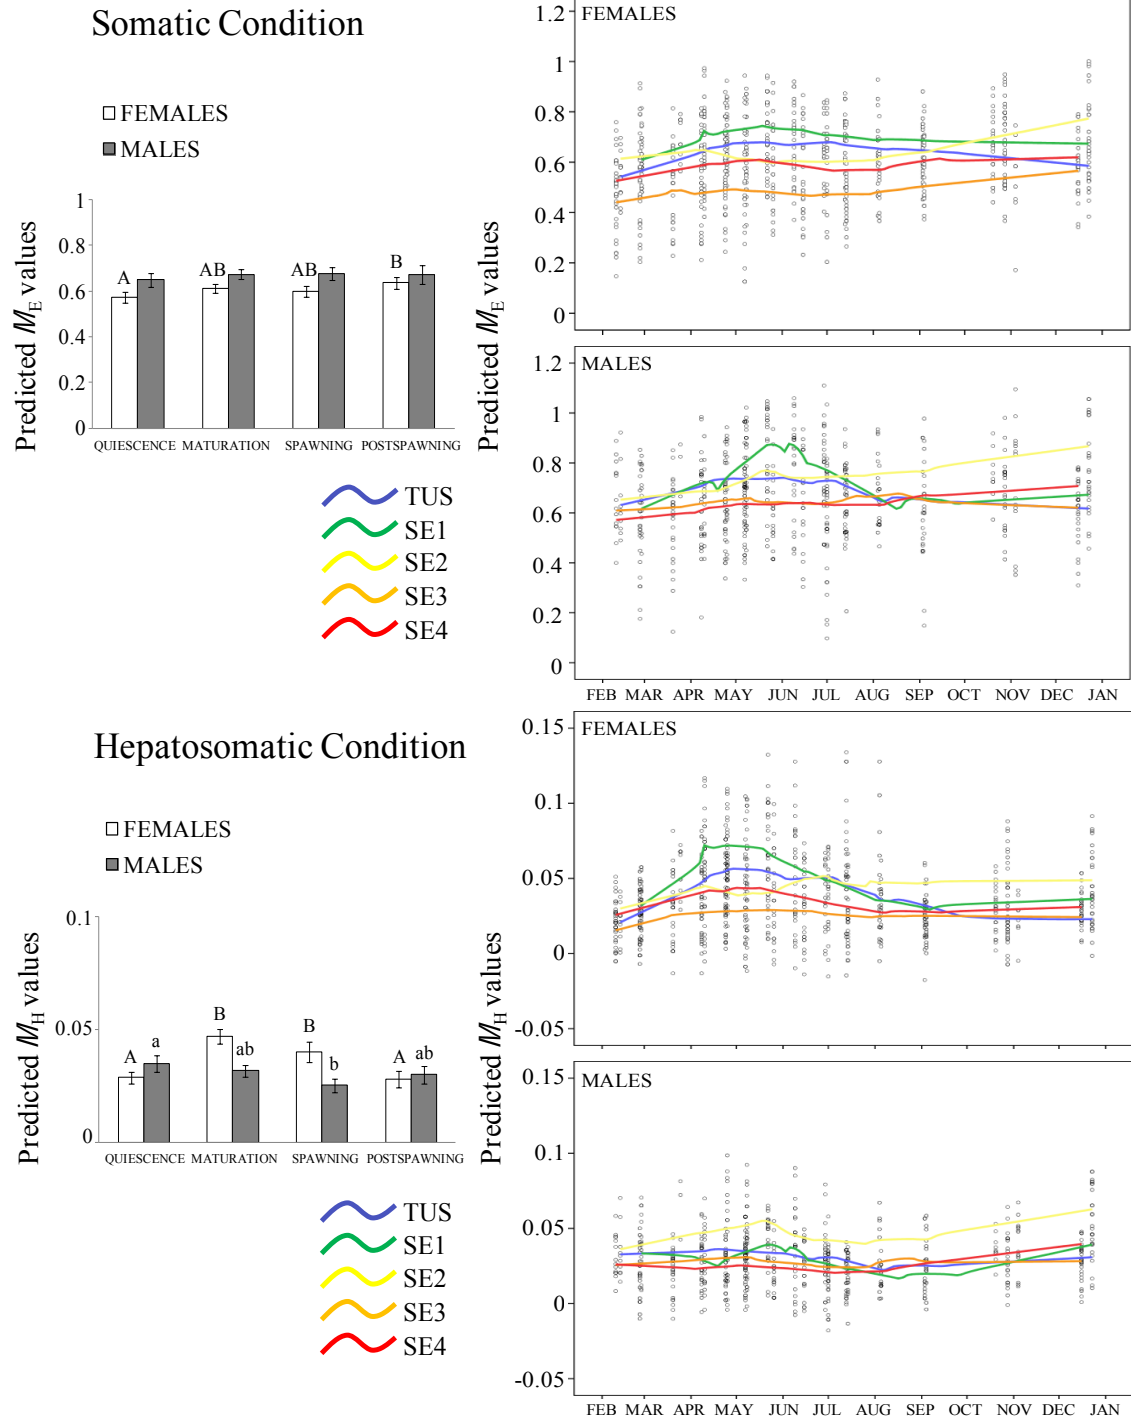 Somatic Condition
FEMALES
MALES
Predicted M_E values
1
0.8
0.6
0.4
0.2
0
A
AB
AB
B
QUIESCENCE MATURATION SPAWNING POSTSPAWNING
TUS
SE1
SE2
SE3
SE4
Predicted M_E values
FEMALES
1.2
1
0.8
0.6
0.4
0.2
0
MALES
1.2
1
0.8
0.6
0.4
0.2
0
FEB MAR APR MAY JUN JUL AUG SEP OCT NOV DEC JAN
Hepatosomatic Condition
FEMALES
MALES
Predicted M_H values
0.1
0.05
0
A a
B ab
B b
A ab
QUIESCENCE MATURATION SPAWNING POSTSPAWNING
TUS
SE1
SE2
SE3
SE4
Predicted M_H values
FEMALES
0.15
0.1
0.05
0
-0.05
MALES
0.15
0.1
0.05
0
-0.05
FEB MAR APR MAY JUN JUL AUG SEP OCT NOV DEC JAN